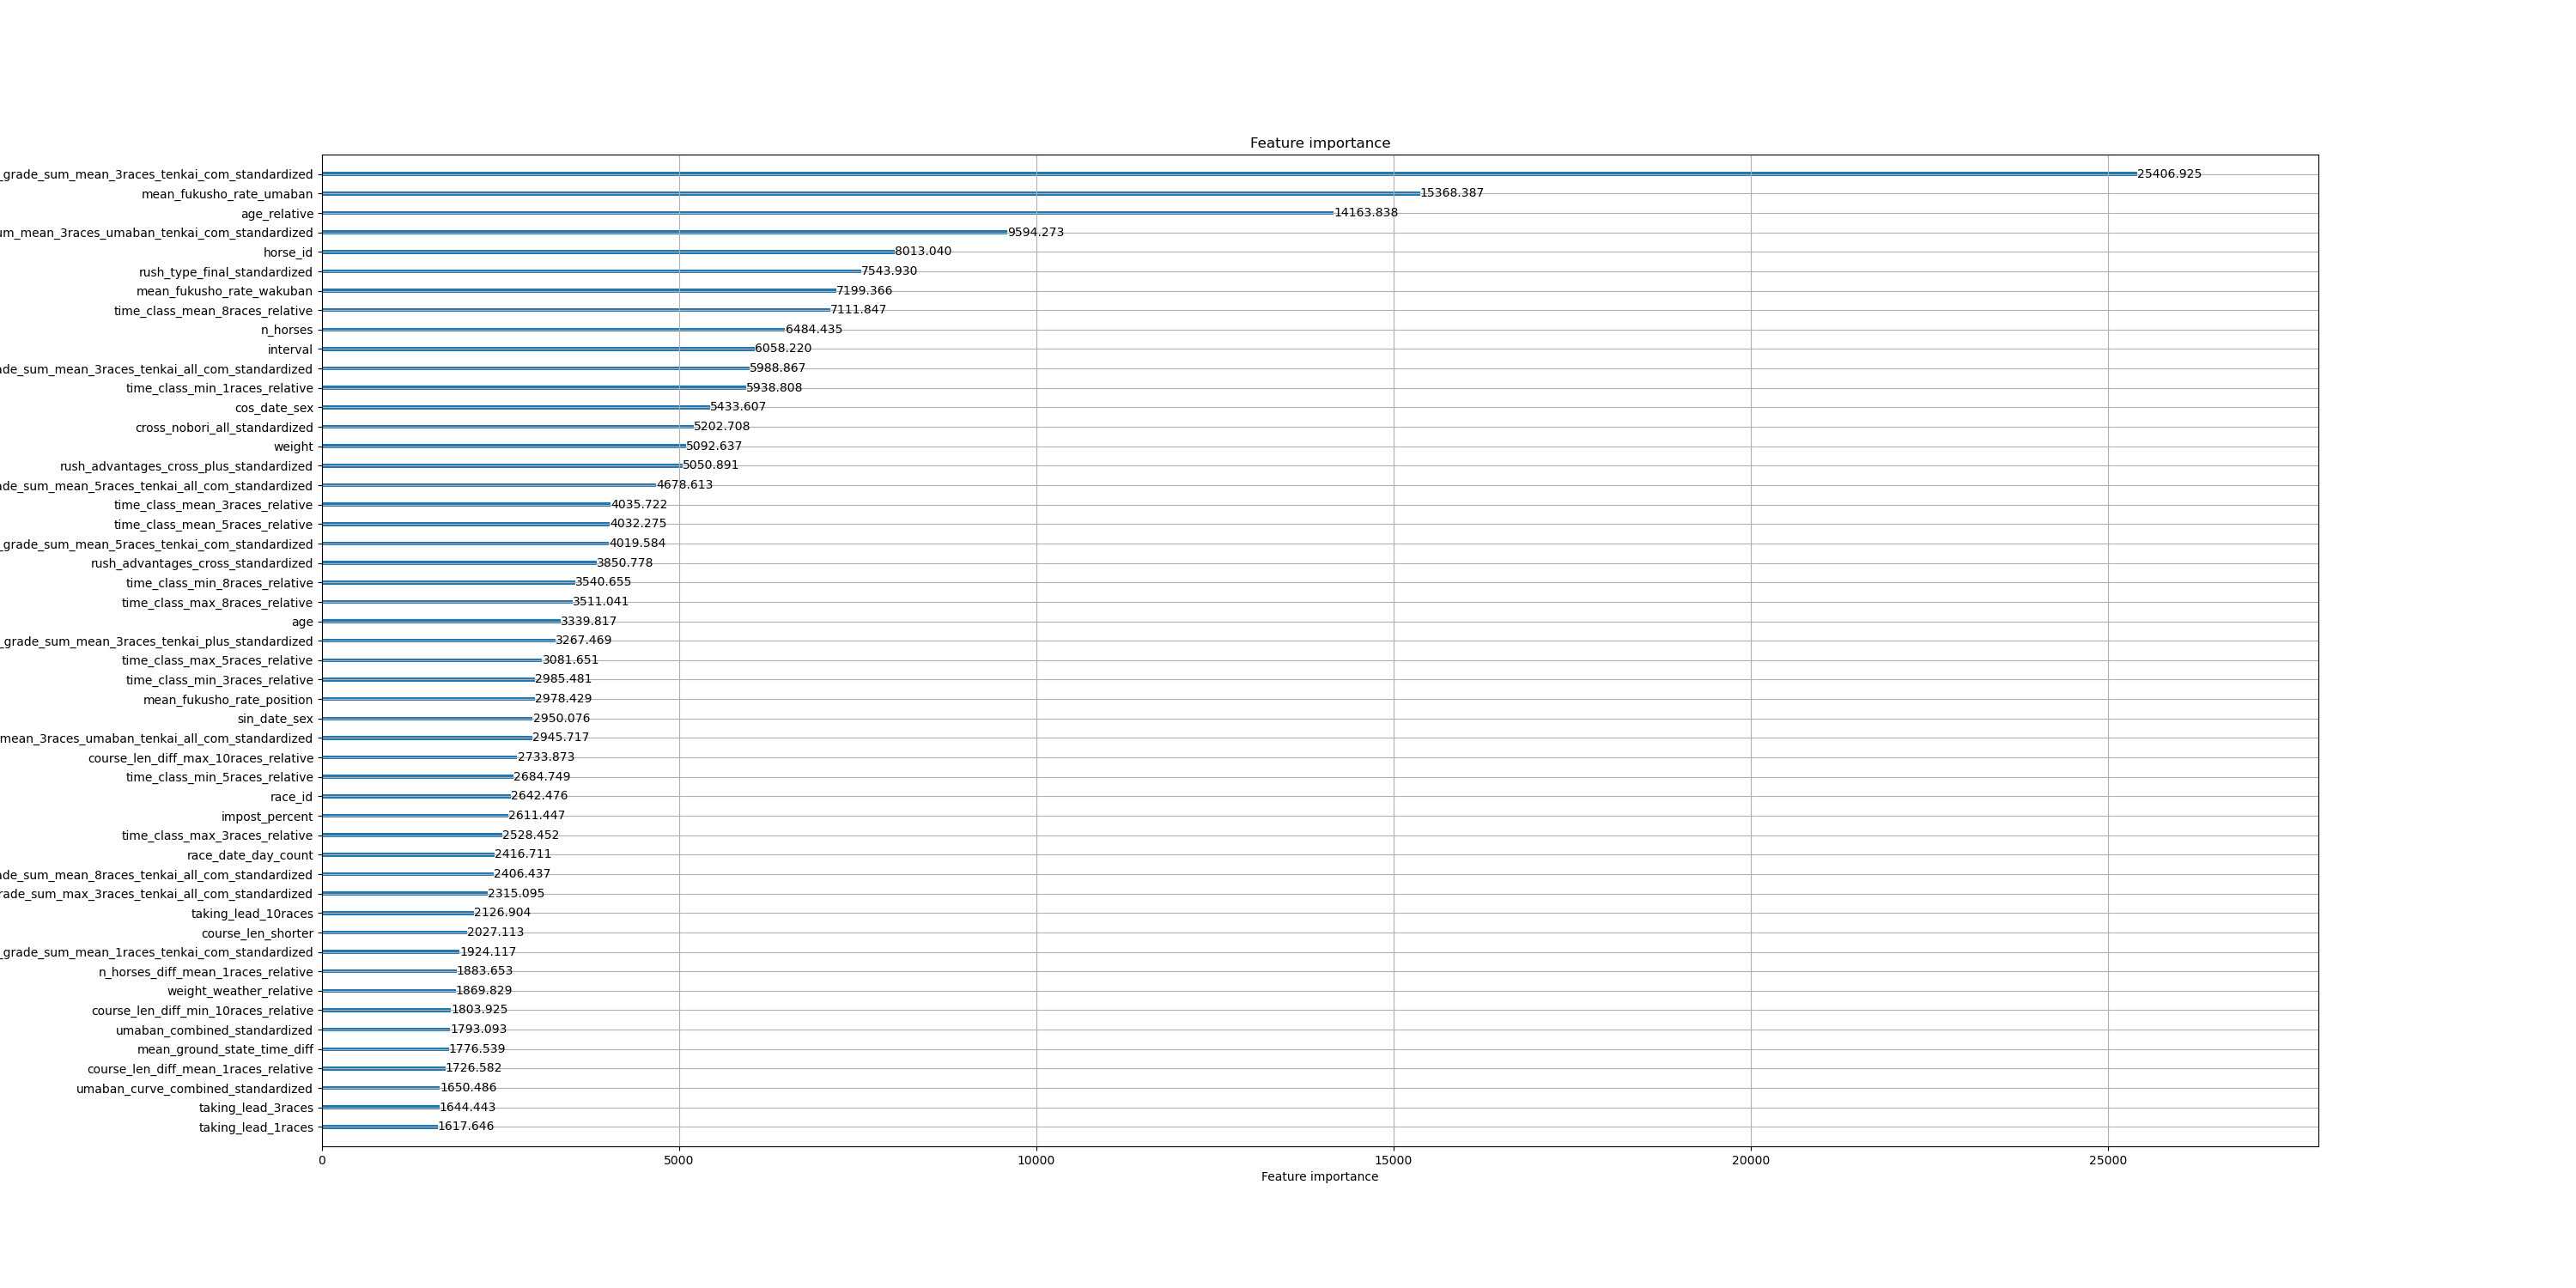 Feature importance
_grade_sum_mean_3races_tenkai_com_standardized 25406.925
mean_fukusho_rate_umaban 15368.387
age_relative 14163.838
um_mean_3races_umaban_tenkai_com_standardized 9594.273
horse_id 8013.040
rush_type_final_standardized 7543.930
mean_fukusho_rate_wakuban 7199.366
time_class_mean_8races_relative 7111.847
n_horses 6484.435
interval 6058.220
ade_sum_mean_3races_tenkai_all_com_standardized 5988.867
time_class_min_1races_relative 5938.808
cos_date_sex 5433.607
cross_nobori_all_standardized 5202.708
weight 5092.637
rush_advantages_cross_plus_standardized 5050.891
ade_sum_mean_5races_tenkai_all_com_standardized 4678.613
time_class_mean_3races_relative 4035.722
time_class_mean_5races_relative 4032.275
_grade_sum_mean_5races_tenkai_com_standardized 4019.584
rush_advantages_cross_standardized 3850.778
time_class_min_8races_relative 3540.655
time_class_max_8races_relative 3511.041
age 3339.817
_grade_sum_mean_3races_tenkai_plus_standardized 3267.469
time_class_max_5races_relative 3081.651
time_class_min_3races_relative 2985.481
mean_fukusho_rate_position 2978.429
sin_date_sex 2950.076
mean_3races_umaban_tenkai_all_com_standardized 2945.717
course_len_diff_max_10races_relative 2733.873
time_class_min_5races_relative 2684.749
race_id 2642.476
impost_percent 2611.447
time_class_max_3races_relative 2528.452
race_date_day_count 2416.711
ade_sum_mean_8races_tenkai_all_com_standardized 2406.437
rade_sum_max_3races_tenkai_all_com_standardized 2315.095
taking_lead_10races 2126.904
course_len_shorter 2027.113
_grade_sum_mean_1races_tenkai_com_standardized 1924.117
n_horses_diff_mean_1races_relative 1883.653
weight_weather_relative 1869.829
course_len_diff_min_10races_relative 1803.925
umaban_combined_standardized 1793.093
mean_ground_state_time_diff 1776.539
course_len_diff_mean_1races_relative 1726.582
umaban_curve_combined_standardized 1650.486
taking_lead_3races 1644.443
taking_lead_1races 1617.646
0 5000 10000 15000 20000 25000
Feature importance